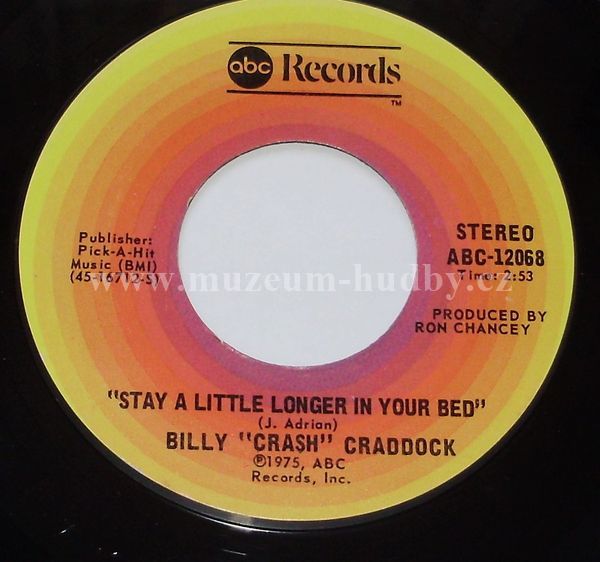 abc Records
TM
Publisher:
Pick-A-Hit
Music (BMI)
(45-16712-S)
STEREO
ABC-12068
Time: 2:53
PRODUCED BY
RON CHANCEY
www.muzeum-hudby.cz
"STAY A LITTLE LONGER IN YOUR BED"
(J. Adrian)
BILLY "CRASH" CRADDOCK
℗1975, ABC
Records, Inc.